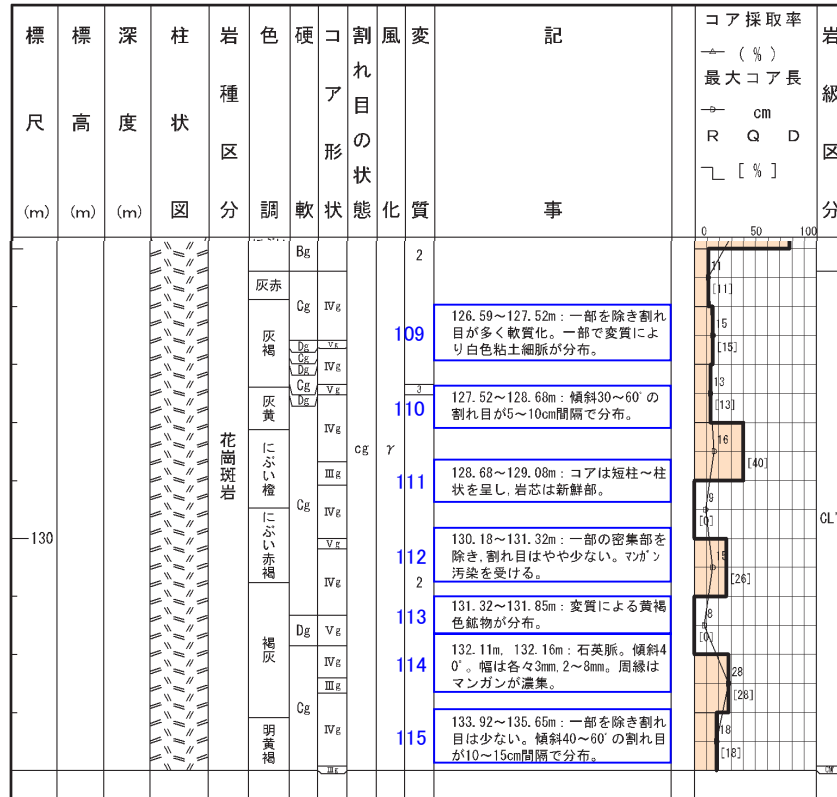 標尺(m)
標高(m)
深度(m)
柱状図
岩種区分
色調
硬軟
コア形状
割れ目の状態
風化
変質
記事
コア採取率
(%)
最大コア長
cm
R Q D
[%]
岩級区分
0 50 100
130
花崗斑岩
灰赤
灰褐
灰黄
にぶい橙
にぶい赤褐
褐灰
明黄褐
Bg
Cg
Dg
Cg
Dg
Cg
Dg
Cg
Dg
Cg
Ⅳg
Ⅴg
Ⅳg
Ⅴg
Ⅳg
Ⅲg
Ⅳg
Ⅴg
Ⅳg
Ⅴg
Ⅳg
Ⅲg
Ⅳg
Ⅲg
cg
γ
2
3
2
109
126.59～127.52m：一部を除き割れ
目が多く軟質化。一部で変質によ
り白色粘土細脈が分布。
110
127.52～128.68m：傾斜30～60ﾟの
割れ目が5～10cm間隔で分布。
111
128.68～129.08m：コアは短柱～柱
状を呈し,岩芯は新鮮部。
112
130.18～131.32m：一部の密集部を
除き,割れ目はやや少ない。ﾏﾝｶﾞﾝ
汚染を受ける。
113
131.32～131.85m：変質による黄褐
色鉱物が分布。
114
132.11m, 132.16m：石英脈。傾斜4
0ﾟ。幅は各々3mm,2～8mm。周縁は
マンガンが濃集。
115
133.92～135.65m：一部を除き割れ
目は少ない。傾斜40～60ﾟの割れ目
が10～15cm間隔で分布。
11
[11]
15
[15]
13
[13]
16
[40]
9
[0]
15
[26]
8
[0]
28
[28]
18
[18]
CL'
CM